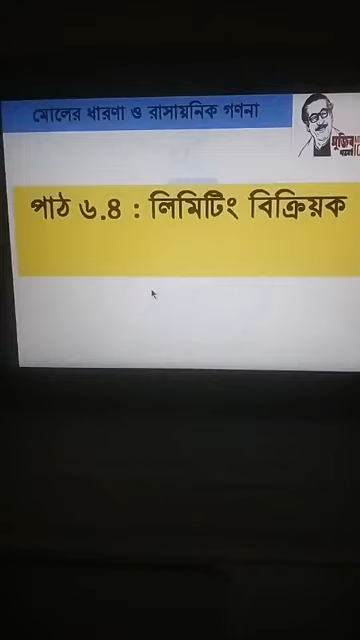 মোলের ধারণা ও রাসায়নিক গণনা
মুজিব
পাঠ ৬.৪ : লিমিটিং বিক্রিয়ক